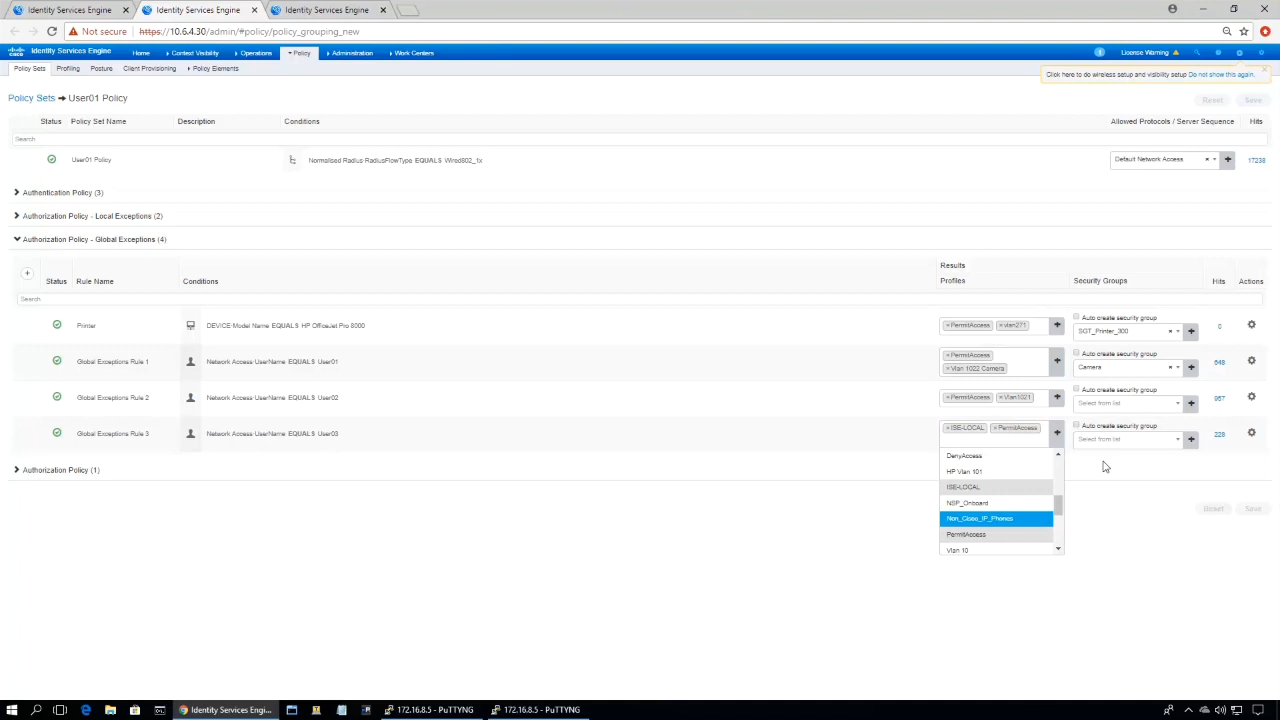 Identity Services Engine
Identity Services Engine
Identity Services Engine
Not secure
https://10.6.4.30/admin/#policy/policy_grouping_new
CISCO
Identity Services Engine
Home
Context Visibility
Operations
Policy
Administration
Work Centers
License Warning
Policy Sets
Profiling
Posture
Client Provisioning
Policy Elements
Click here to do wireless setup and visibility setup Do not show this again.
Policy Sets → User01 Policy
Reset
Save
Status
Policy Set Name
Description
Conditions
Allowed Protocols / Server Sequence
Hits
Search
User01 Policy
Normalised Radius·RadiusFlowType EQUALS Wired802_1x
Default Network Access
17238
Authentication Policy (3)
Authorization Policy - Local Exceptions (2)
Authorization Policy - Global Exceptions (4)
Results
Status
Rule Name
Conditions
Profiles
Security Groups
Hits
Actions
Search
Printer
DEVICE·Model Name EQUALS HP OfficeJet Pro 8000
×PermitAccess
×vlan271
Auto create security group
SGT_Printer_300
0
Global Exceptions Rule 1
Network Access·UserName EQUALS User01
×PermitAccess
×Vlan 1022 Camera
Auto create security group
Camera
648
Global Exceptions Rule 2
Network Access·UserName EQUALS User02
×PermitAccess
×Vlan1021
Auto create security group
Select from list
967
Global Exceptions Rule 3
Network Access·UserName EQUALS User03
×ISE-LOCAL
×PermitAccess
Auto create security group
Select from list
228
DenyAccess
HP Vlan 101
ISE-LOCAL
NSP_Onboard
Non_Cisco_IP_Phones
PermitAccess
Vlan 10
Authorization Policy (1)
Reset
Save
Identity Services Engi...
172.16.8.5 - PuTTYNG
172.16.8.5 - PuTTYNG